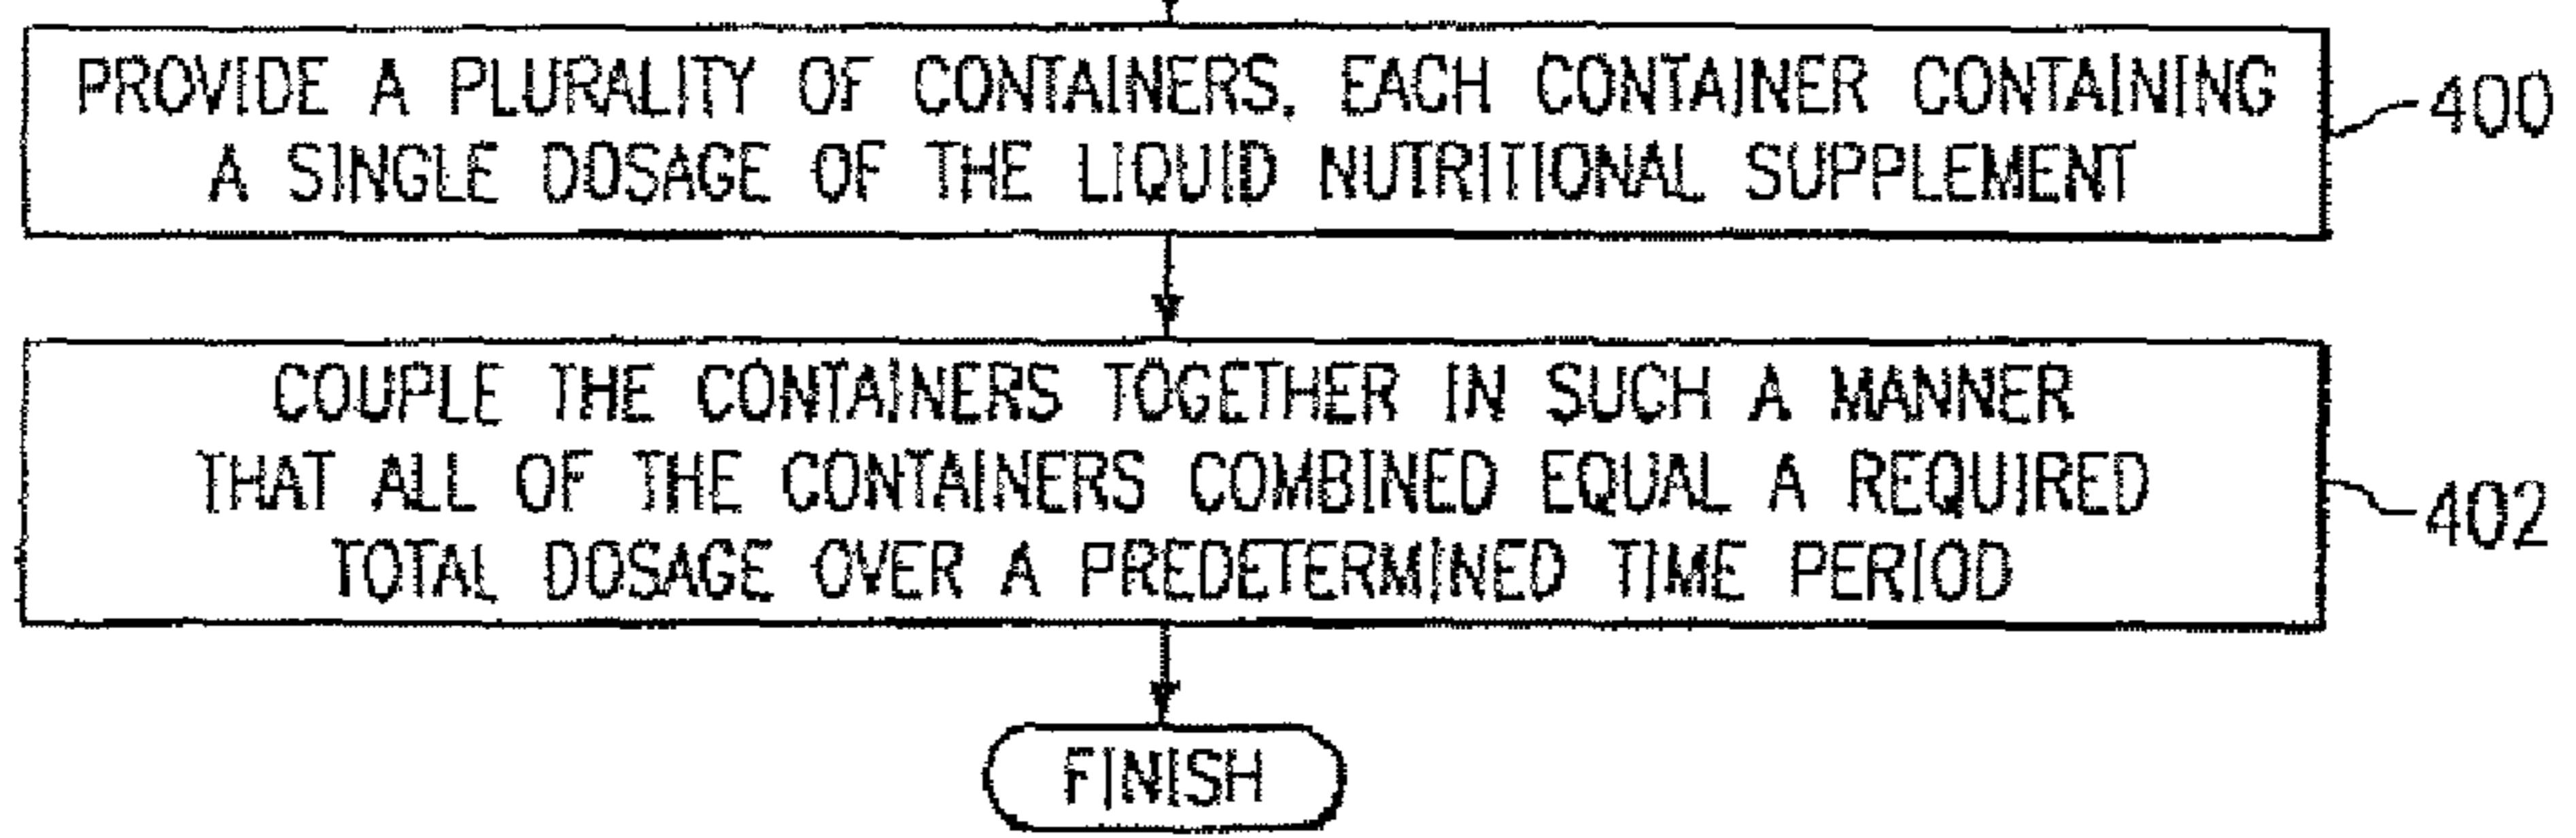 PROVIDE A PLURALITY OF CONTAINERS, EACH CONTAINER CONTAINING
A SINGLE DOSAGE OF THE LIQUID NUTRITIONAL SUPPLEMENT
400
COUPLE THE CONTAINERS TOGETHER IN SUCH A MANNER
THAT ALL OF THE CONTAINERS COMBINED EQUAL A REQUIRED
TOTAL DOSAGE OVER A PREDETERMINED TIME PERIOD
402
FINISH